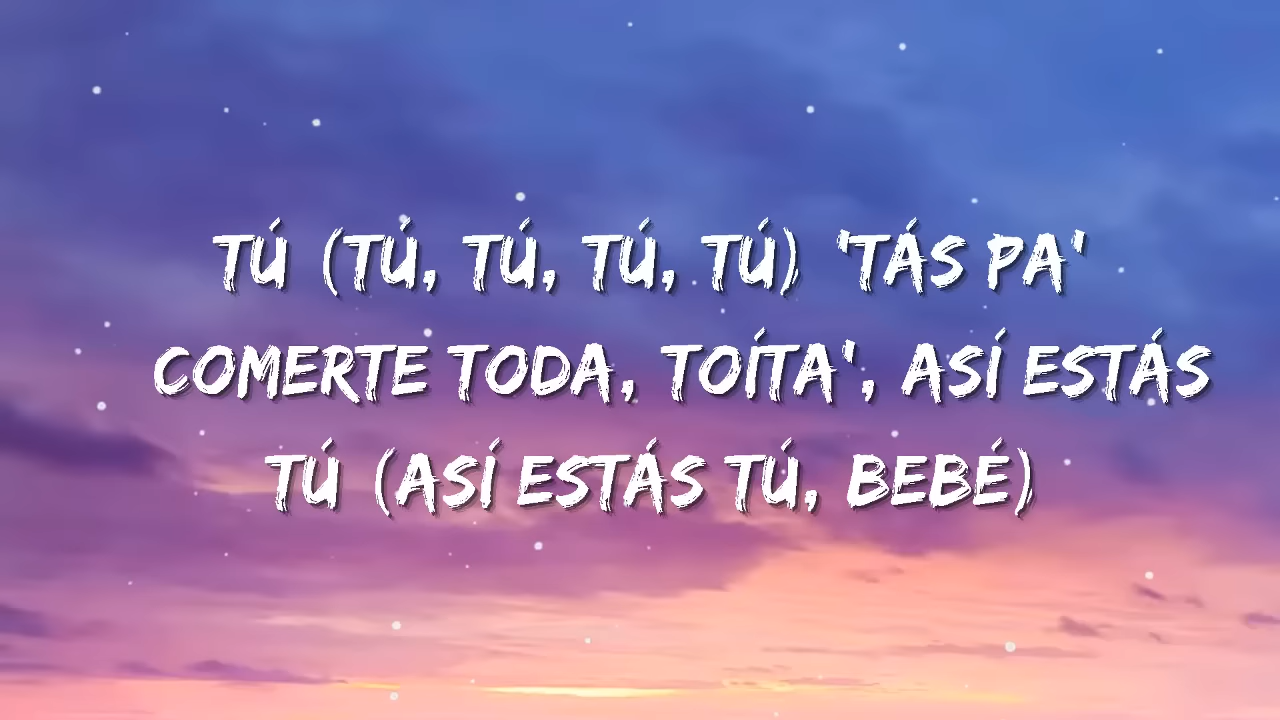 TÚ (TÚ, TÚ, TÚ, TÚ) 'TÁS PA'
COMERTE TODA, TOÍTA', ASÍ ESTÁS
TÚ (ASÍ ESTÁS TÚ, BEBÉ)